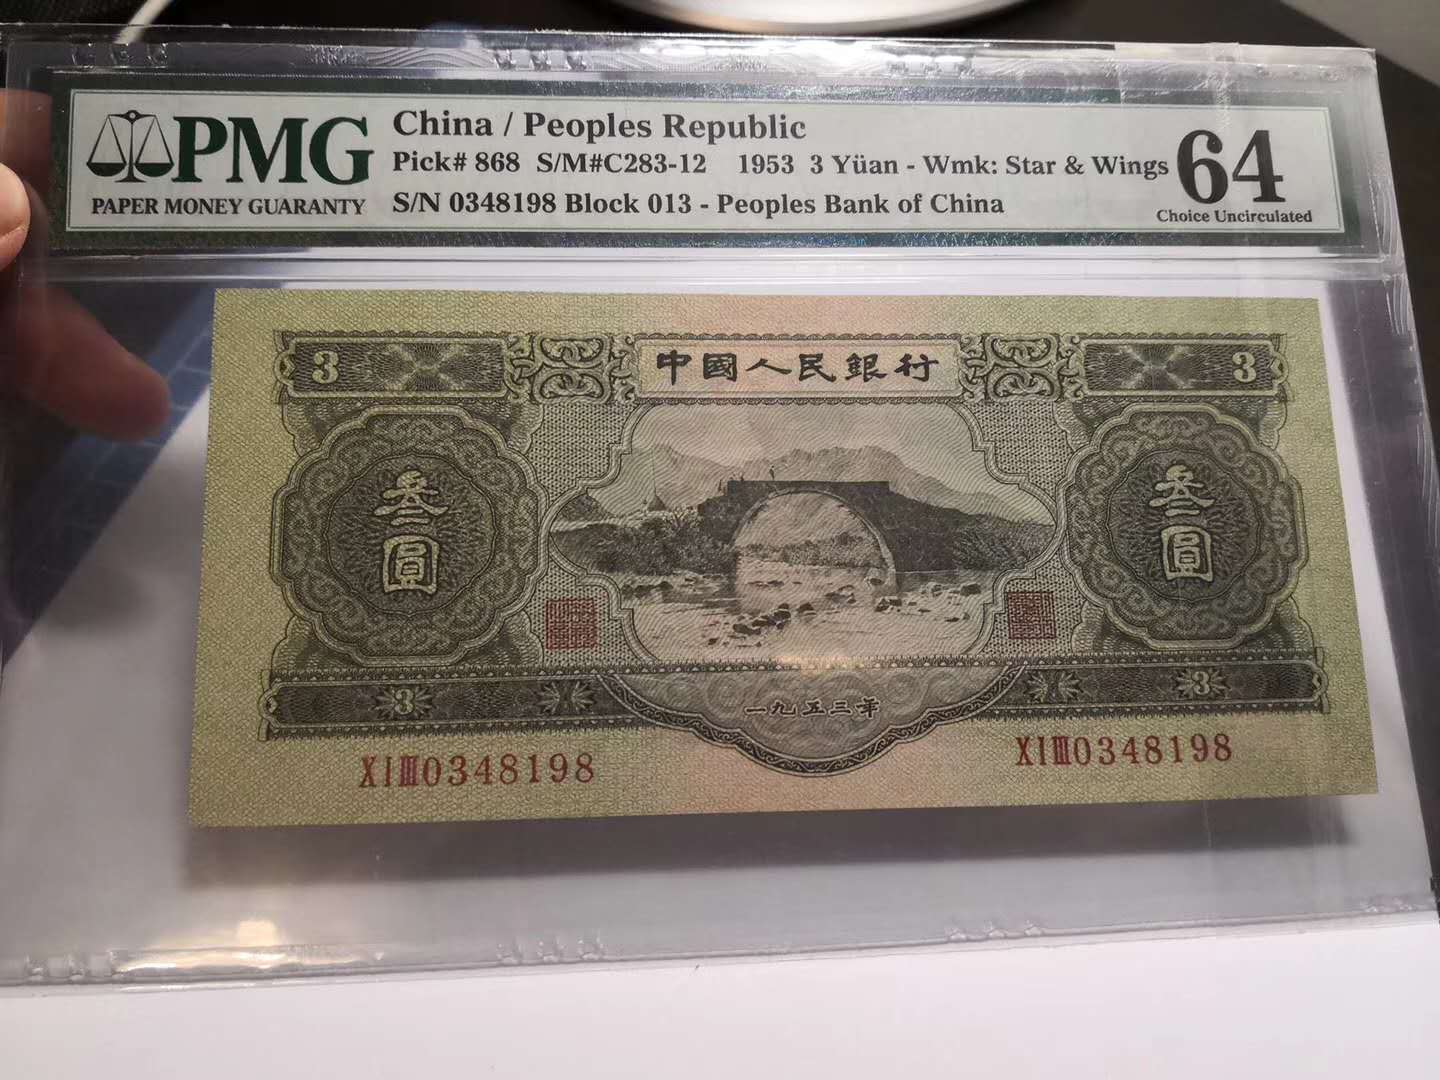 PMG
PAPER MONEY GUARANTY
China / Peoples Republic
Pick# 868 S/M#C283-12 1953 3 Yüan - Wmk: Star & Wings
S/N 0348198 Block 013 - Peoples Bank of China
64
Choice Uncirculated
3
中國人民銀行
3
叁圓
叁圓
3
一九五三年
3
XIIII0348198
XIIII0348198